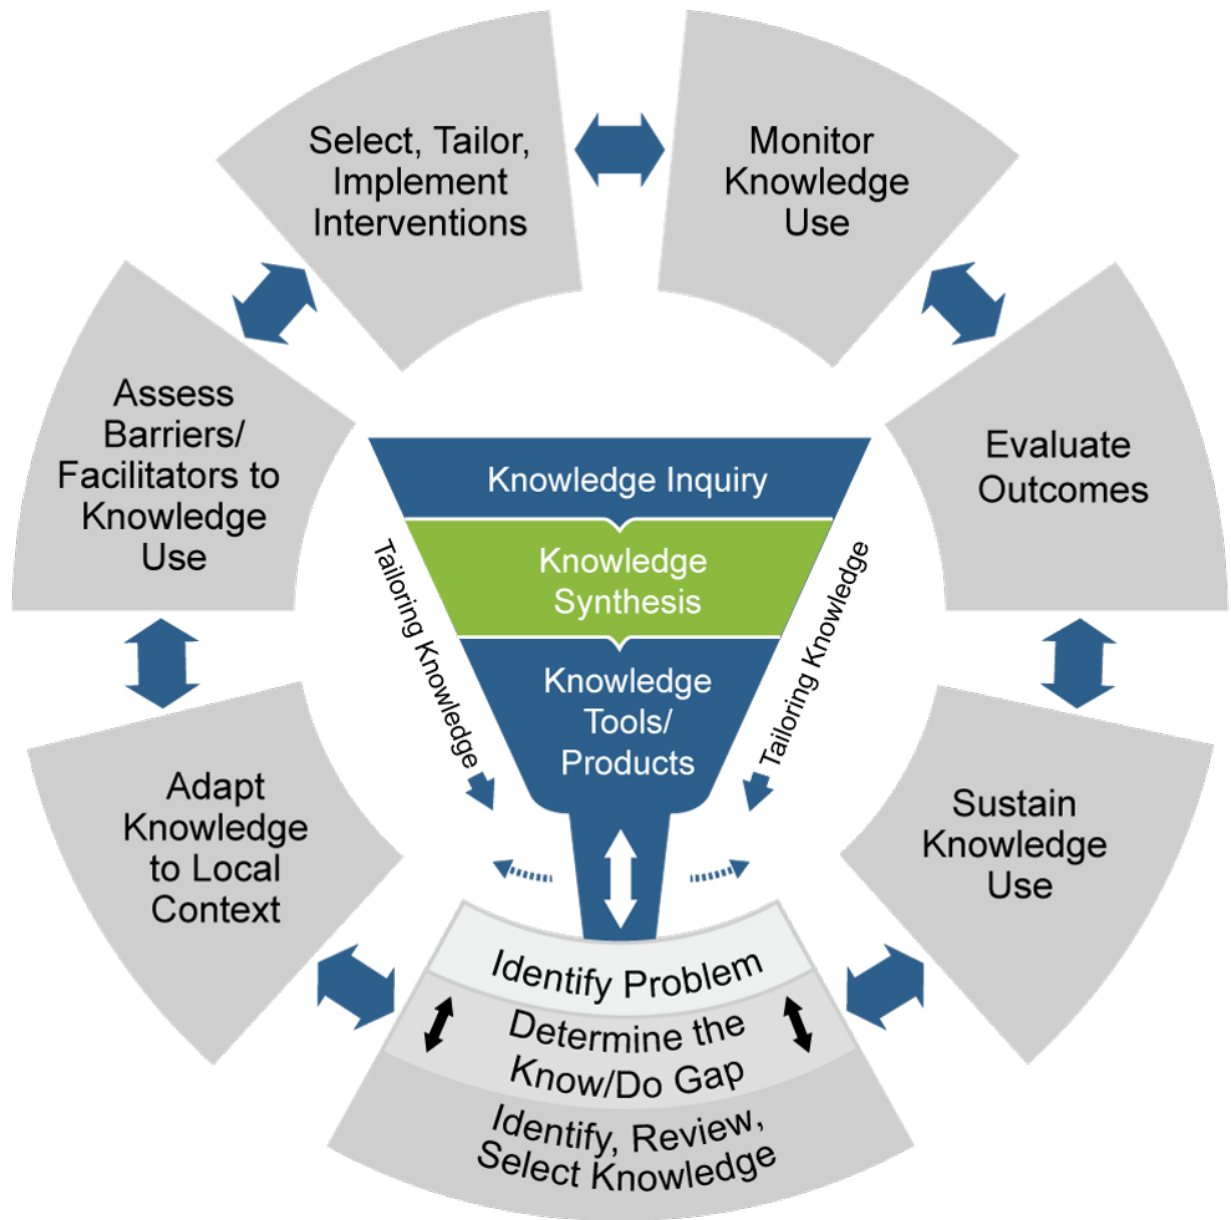 Select, Tailor,
Implement
Interventions
Monitor
Knowledge
Use
Assess
Barriers/
Facilitators to
Knowledge
Use
Evaluate
Outcomes
Knowledge Inquiry
Knowledge
Synthesis
Knowledge
Tools/
Products
Tailoring Knowledge
Tailoring Knowledge
Adapt
Knowledge
to Local
Context
Sustain
Knowledge
Use
Identify Problem
Determine the
Know/Do Gap
Identify, Review,
Select Knowledge